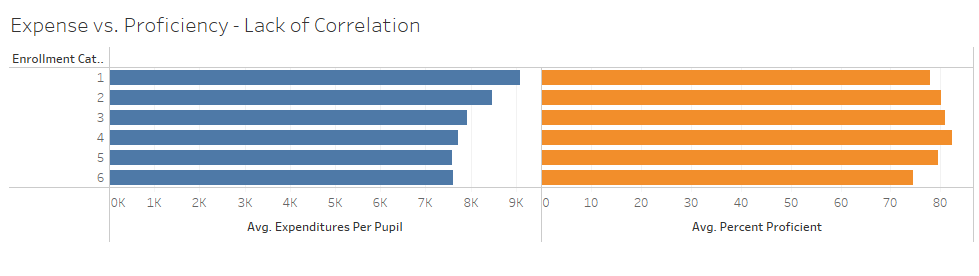 Expense vs. Proficiency - Lack of Correlation
Enrollment Cat..
1
2
3
4
5
6
0K 1K 2K 3K 4K 5K 6K 7K 8K 9K 0 10 20 30 40 50 60 70 80
Avg. Expenditures Per Pupil Avg. Percent Proficient